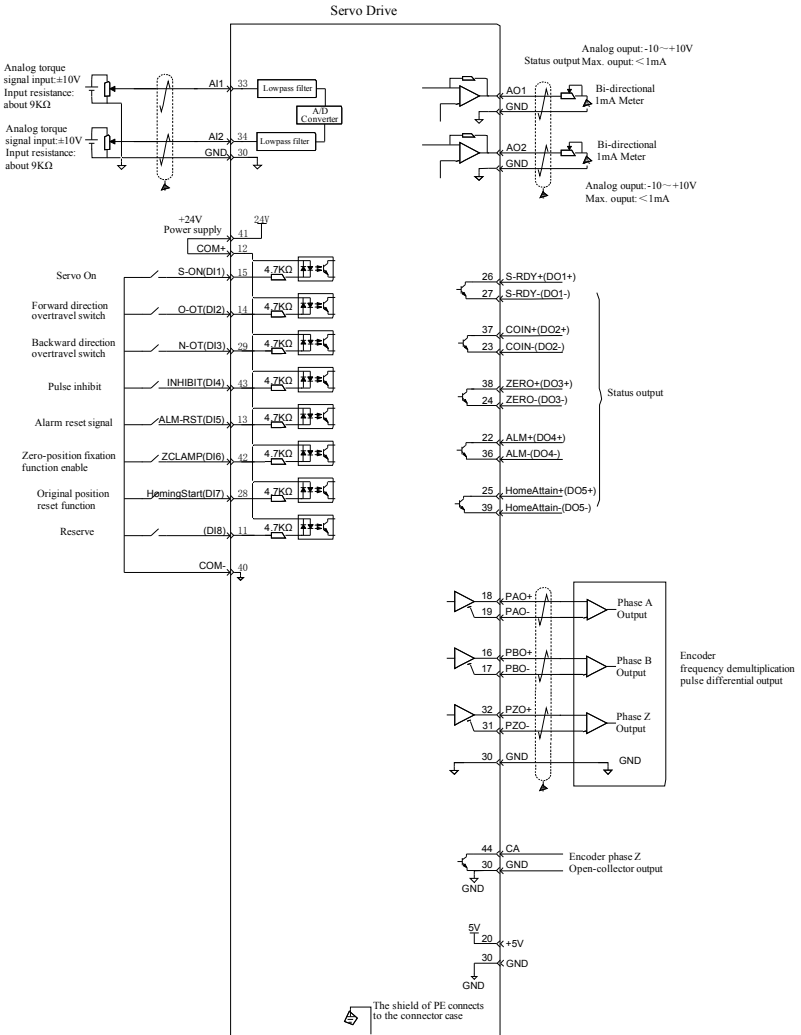 Servo Drive
Analog torque
signal input:±10V
Input resistance:
about 9KΩ
AI1
33
Lowpass filter
A/D
Converter
Analog torque
signal input:±10V
Input resistance:
about 9KΩ
AI2
34
Lowpass filter
GND
30
Analog ouput:-10～+10V
Status output
Max. ouput:＜1mA
AO1
GND
Bi-directional
1mA Meter
AO2
GND
Bi-directional
1mA Meter
Analog ouput:-10～+10V
Max. ouput:＜1mA
+24V
Power supply
24V
41
COM+
12
Servo On
S-ON(DI1)
15
4.7KΩ
Forward direction
overtravel switch
O-OT(DI2)
14
4.7KΩ
Backward direction
overtravel switch
N-OT(DI3)
29
4.7KΩ
Pulse inhibit
INHIBIT(DI4)
43
4.7KΩ
Alarm reset signal
ALM-RST(DI5)
13
4.7KΩ
Zero-position fixation
function enable
ZCLAMP(DI6)
42
4.7KΩ
Original position
reset function
HomingStart(DI7)
28
4.7KΩ
Reserve
(DI8)
11
4.7KΩ
COM-
40
26 S-RDY+(DO1+)
27 S-RDY-(DO1-)
37 COIN+(DO2+)
23 COIN-(DO2-)
38 ZERO+(DO3+)
24 ZERO-(DO3-)
Status output
22 ALM+(DO4+)
36 ALM-(DO4-)
25 HomeAttain+(DO5+)
39 HomeAttain-(DO5-)
18 PAO+
19 PAO-
Phase A
Output
16 PBO+
17 PBO-
Phase B
Output
Encoder
frequency demultiplication
pulse differential output
32 PZO+
31 PZO-
Phase Z
Output
30 GND
GND
44 CA
30 GND
GND
Encoder phase Z
Open-collector output
5V
20 +5V
30 GND
GND
The shield of PE connects
to the connector case